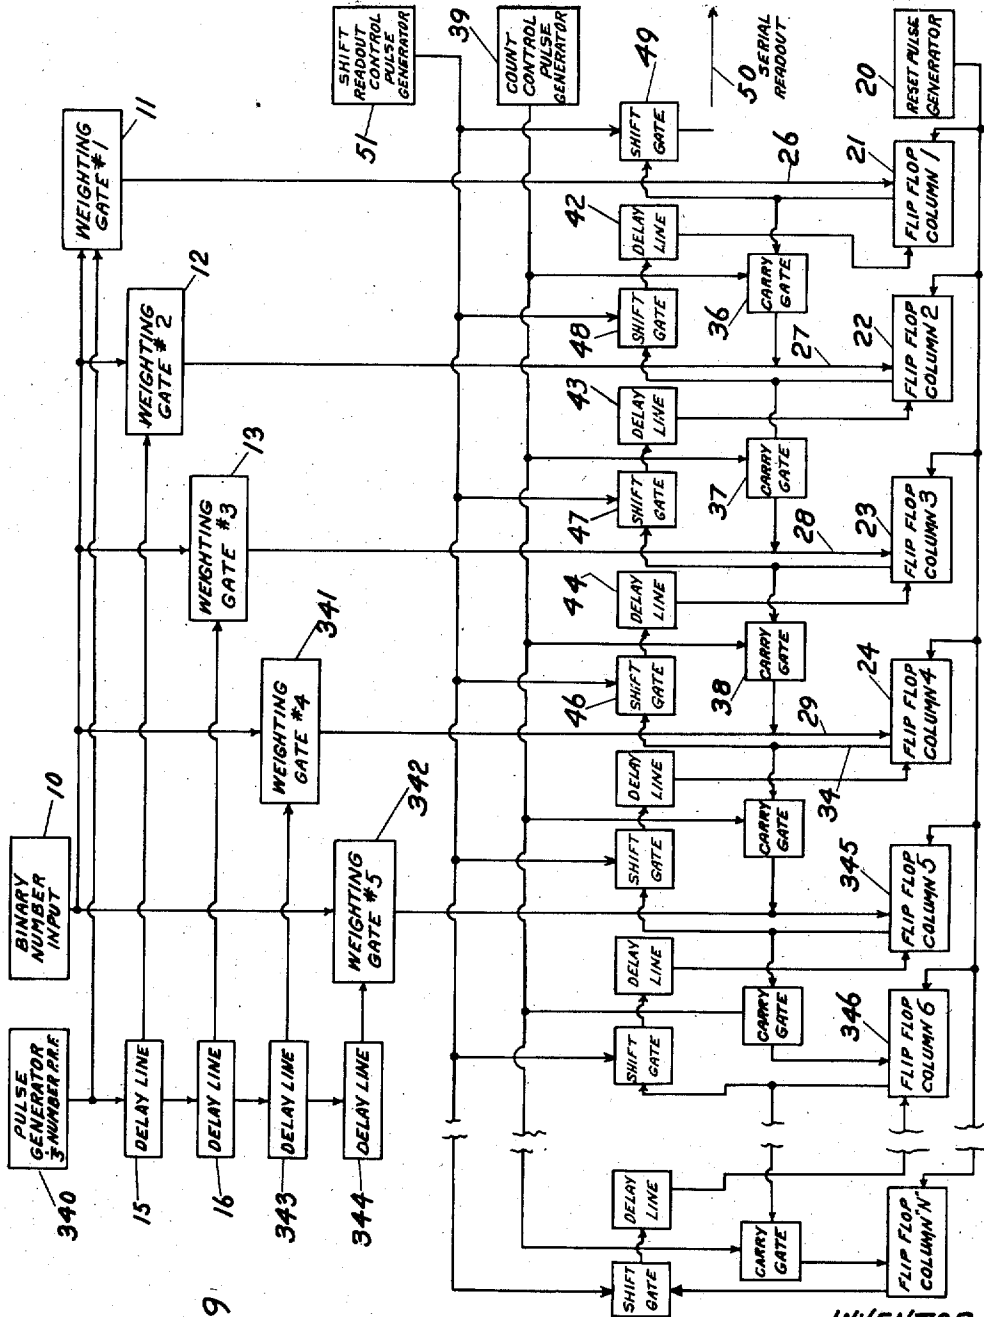 9
PULSE
GENERATOR
NUMBER P.R.F.
340
BINARY
NUMBER
INPUT
10
WEIGHTING
GATE #1
11
DELAY LINE
15
WEIGHTING
GATE #2
12
DELAY LINE
16
WEIGHTING
GATE #3
13
DELAY LINE
343
WEIGHTING
GATE #4
341
DELAY LINE
344
WEIGHTING
GATE #5
342
SHIFT
READOUT
CONTROL
PULSE
GENERATOR
51
COUNT
CONTROL
PULSE
GENERATOR
39
SHIFT
GATE
DELAY
LINE
SHIFT
GATE
DELAY
LINE
SHIFT
GATE
DELAY
LINE
SHIFT
GATE
46
DELAY
LINE
44
SHIFT
GATE
47
DELAY
LINE
43
SHIFT
GATE
48
DELAY
LINE
42
SHIFT
GATE
49
50
SERIAL
READOUT
CARRY
GATE
CARRY
GATE
CARRY
GATE
34
CARRY
GATE
38
29
CARRY
GATE
37
28
CARRY
GATE
36
27
26
FLIP FLOP
COLUMN "N"
FLIP FLOP
COLUMN 6
346
FLIP FLOP
COLUMN 5
345
FLIP FLOP
COLUMN 4
24
FLIP FLOP
COLUMN 3
23
FLIP FLOP
COLUMN 2
22
FLIP FLOP
COLUMN 1
21
RESET PULSE
GENERATOR
20
INVENTOR